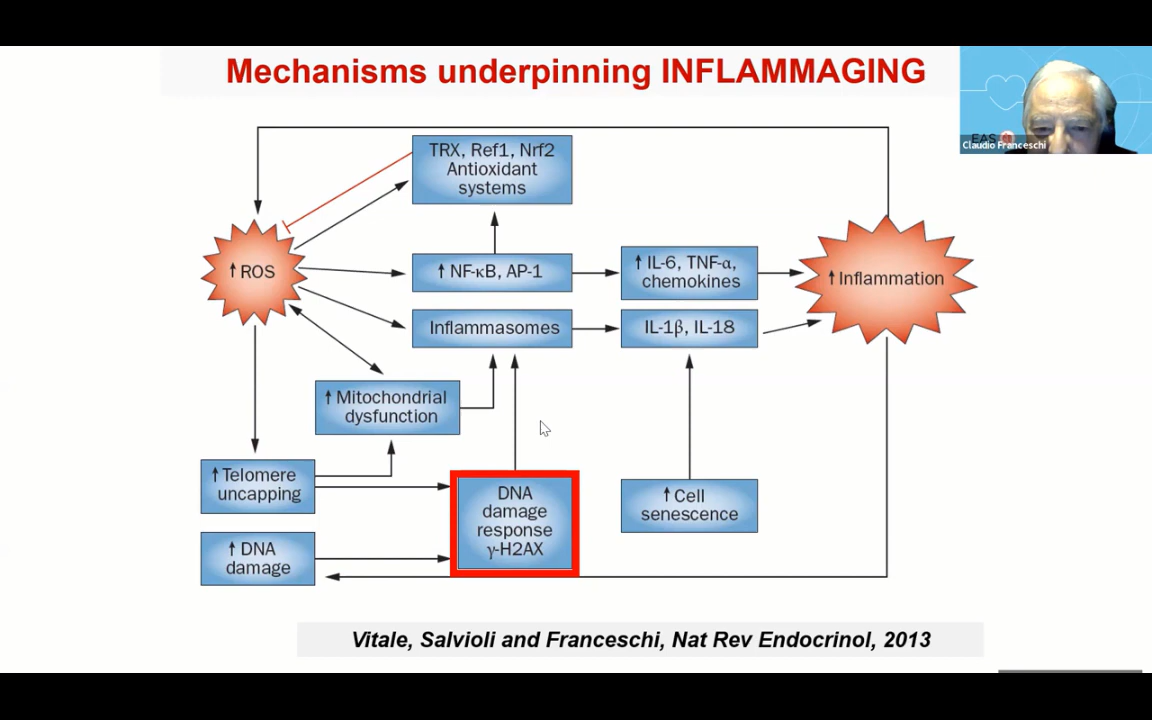 Mechanisms underpinning INFLAMMAGING
EAS
Claudio Franceschi
TRX, Ref1, Nrf2
Antioxidant
systems
↑ ROS
↑ NF-κB, AP-1
↑ IL-6, TNF-α,
chemokines
↑ Inflammation
Inflammasomes
IL-1β, IL-18
↑ Mitochondrial
dysfunction
↑ Telomere
uncapping
DNA
damage
response
γ-H2AX
↑ Cell
senescence
↑ DNA
damage
Vitale, Salvioli and Franceschi, Nat Rev Endocrinol, 2013